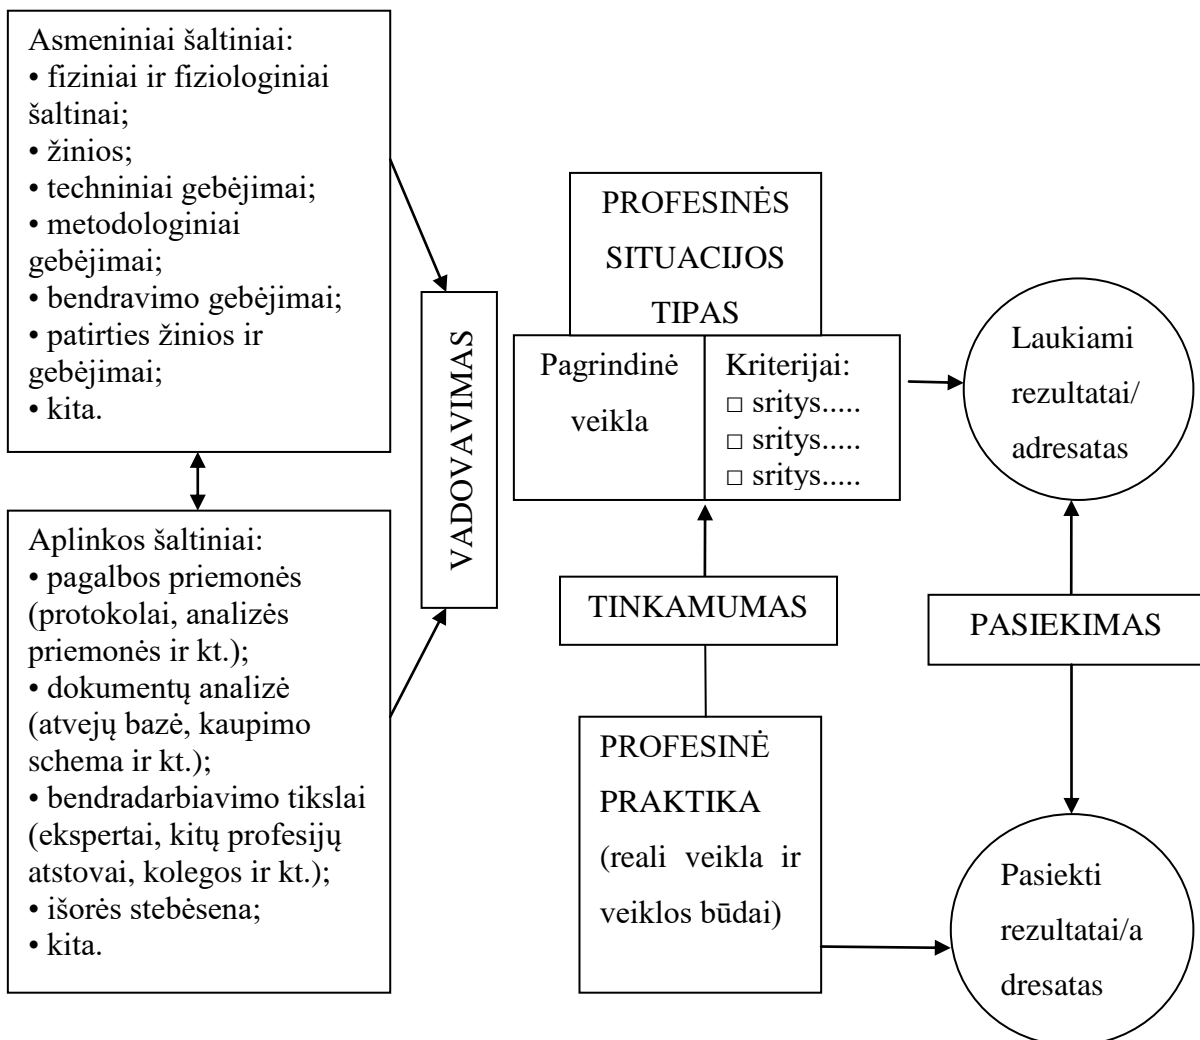 Asmeniniai šaltiniai:
• fiziniai ir fiziologiniai
šaltinai;
• žinios;
• techniniai gebėjimai;
• metodologiniai
gebėjimai;
• bendravimo gebėjimai;
• patirties žinios ir
gebėjimai;
• kita.
Aplinkos šaltiniai:
• pagalbos priemonės
(protokolai, analizės
priemonės ir kt.);
• dokumentų analizė
(atvejų bazė, kaupimo
schema ir kt.);
• bendradarbiavimo tikslai
(ekspertai, kitų profesijų
atstovai, kolegos ir kt.);
• išorės stebėsena;
• kita.
VADOVAVIMAS
PROFESINĖS
SITUACIJOS
TIPAS
Pagrindinė
veikla
Kriterijai:
□ sritys.....
□ sritys.....
□ sritys.....
TINKAMUMAS
PROFESINĖ
PRAKTIKA
(reali veikla ir
veiklos būdai)
Laukiami
rezultatai/
adresatas
PASIEKIMAS
Pasiekti
rezultatai/a
dresatas